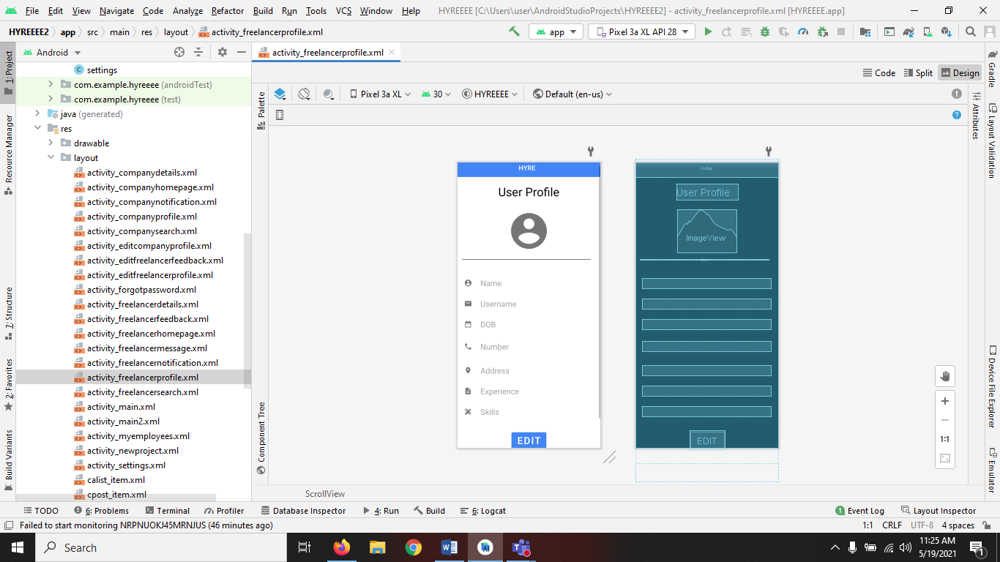 File Edit View Navigate Code Analyze Refactor Build Run Tools VCS Window Help HYREEEE [C:\Users\user\AndroidStudioProjects\HYREEEE2] - activity_freelancerprofile.xml [HYREEEE.app]
HYREEEE2 app src main res layout activity_freelancerprofile.xml app Pixel 3a XL API 28
Android activity_freelancerprofile.xml
settings
com.example.hyreeee (androidTest)
com.example.hyreeee (test)
java (generated)
res
drawable
layout
activity_companydetails.xml
activity_companyhomepage.xml
activity_companynotification.xml
activity_companyprofile.xml
activity_companysearch.xml
activity_editcompanyprofile.xml
activity_editfreelancerfeedback.xml
activity_editfreelancerprofile.xml
activity_forgotpassword.xml
activity_freelancerdetails.xml
activity_freelancerfeedback.xml
activity_freelancerhomepage.xml
activity_freelancermessage.xml
activity_freelancernotification.xml
activity_freelancerprofile.xml
activity_freelancersearch.xml
activity_main.xml
activity_main2.xml
activity_myemployees.xml
activity_newproject.xml
activity_settings.xml
calist_item.xml
cpost_item.xml
1: Project
Resource Manager
7: Structure
2: Favorites
Build Variants
Code Split Design
Pixel 3a XL 30 HYREEEE Default (en-us)
Palette
Component Tree
HYRE
User Profile
Name
Username
DOB
Number
Address
Experience
Skills
EDIT
toolbar
User Profile
ImageView
EDIT
1:1
Attributes
Gradle
Layout Validation
Device File Explorer
Emulator
ScrollView
TODO 6: Problems Terminal Profiler Database Inspector 4: Run Build 6: Logcat 1 Event Log Layout Inspector
Failed to start monitoring NRPNUOKJ45MRNJUS (46 minutes ago) 1:1 CRLF UTF-8 4 spaces
Search
11:25 AM
5/19/2021
1